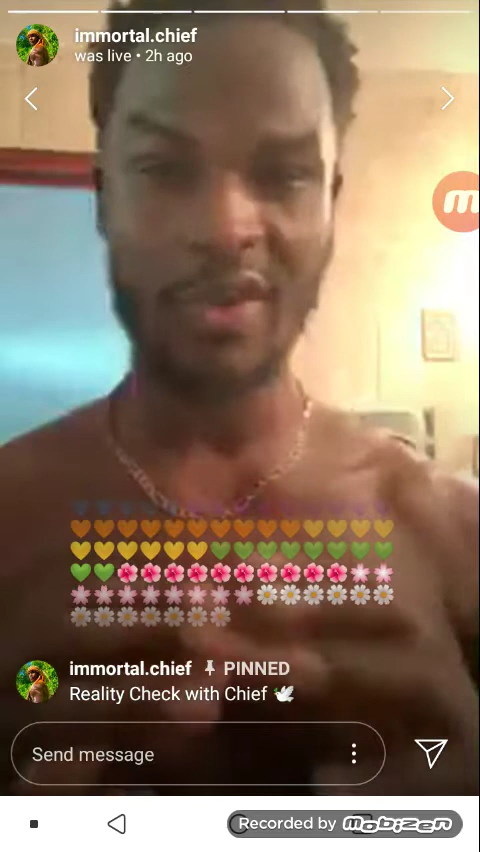 immortal.chief
was live • 2h ago
m
immortal.chief PINNED
Reality Check with Chief 🕊️
Send message
Recorded by mobizen